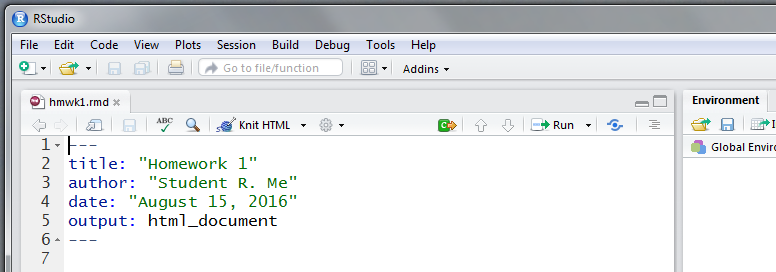 RStudio
File Edit Code View Plots Session Build Debug Tools Help
Go to file/function Addins
hmwk1.rmd
Environment
ABC Knit HTML Run
Global Enviro
1 ---
2 title: "Homework 1"
3 author: "Student R. Me"
4 date: "August 15, 2016"
5 output: html_document
6 ---
7